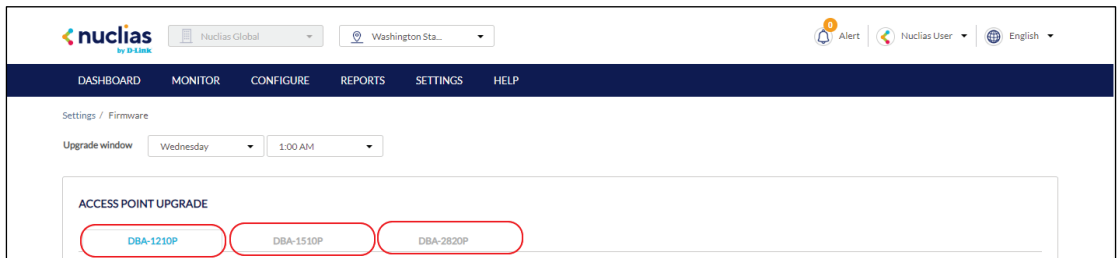 nuclias
by D-Link
Nuclias Global
Washington Sta...
0
Alert
Nuclias User
English
DASHBOARD MONITOR CONFIGURE REPORTS SETTINGS HELP
Settings / Firmware
Upgrade window Wednesday 1:00 AM
ACCESS POINT UPGRADE
DBA-1210P DBA-1510P DBA-2820P